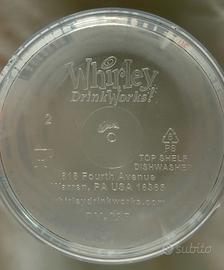 Whirley
DrinkWorks!
2
PS
TOP SHELF
DISHWASHER
618 Fourth Avenue
Warren, PA USA 16365
whirleydrinkworks.com
subito